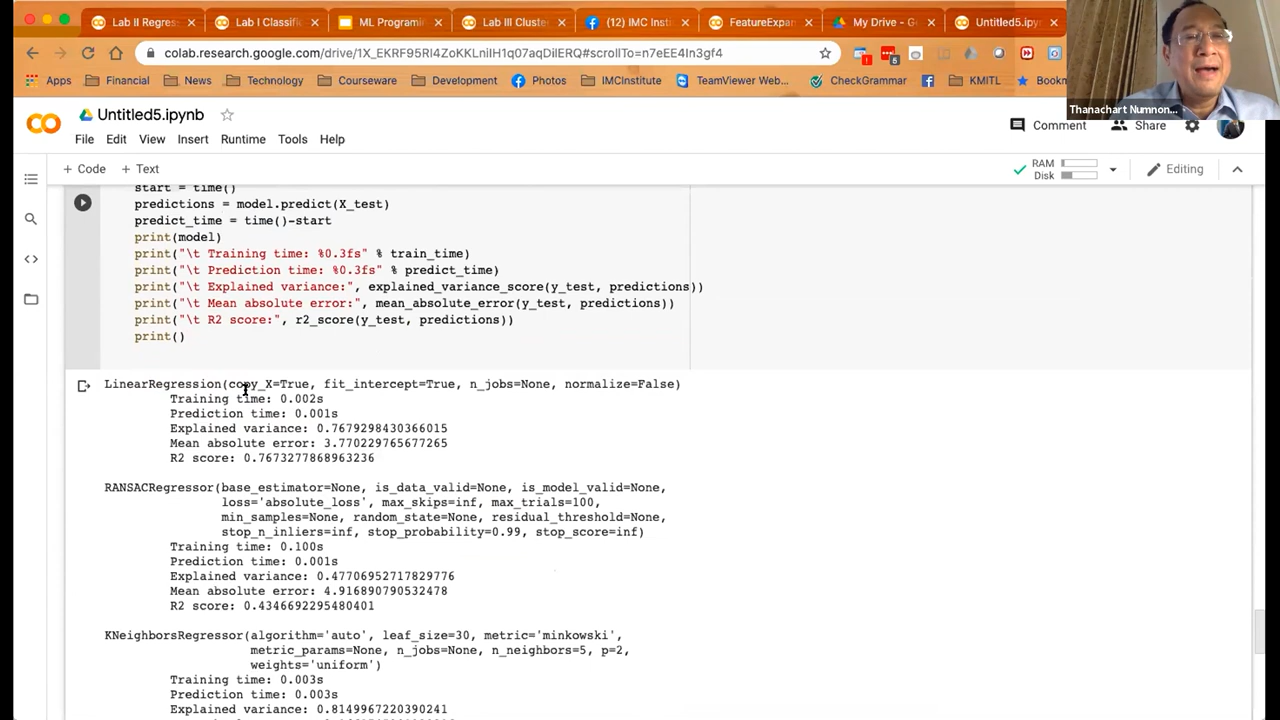 Lab II Regres
Lab I Classifi
ML Programi
Lab III Cluste
(12) IMC Insti
FeatureExpan
My Drive - G
Untitled5.ipynb
colab.research.google.com/drive/1X_EKRF95RI4ZoKKLniIH1q07aqDilERQ#scrollTo=n7eEE4In3gf4
Apps
Financial
News
Technology
Courseware
Development
Photos
IMCInstitute
TeamViewer Web...
CheckGrammar
KMITL
Bookm
Thanachart Numnon...
Untitled5.ipynb
Comment
Share
File Edit View Insert Runtime Tools Help
+ Code + Text
RAM
Disk
Editing
start = time()
predictions = model.predict(X_test)
predict_time = time()-start
print(model)
print("\t Training time: %0.3fs" % train_time)
print("\t Prediction time: %0.3fs" % predict_time)
print("\t Explained variance:", explained_variance_score(y_test, predictions))
print("\t Mean absolute error:", mean_absolute_error(y_test, predictions))
print("\t R2 score:", r2_score(y_test, predictions))
print()
LinearRegression(copy_X=True, fit_intercept=True, n_jobs=None, normalize=False)
Training time: 0.002s
Prediction time: 0.001s
Explained variance: 0.7679298430366015
Mean absolute error: 3.770229765677265
R2 score: 0.7673277868963236
RANSACRegressor(base_estimator=None, is_data_valid=None, is_model_valid=None,
loss='absolute_loss', max_skips=inf, max_trials=100,
min_samples=None, random_state=None, residual_threshold=None,
stop_n_inliers=inf, stop_probability=0.99, stop_score=inf)
Training time: 0.100s
Prediction time: 0.001s
Explained variance: 0.47706952717829776
Mean absolute error: 4.916890790532478
R2 score: 0.4346692295480401
KNeighborsRegressor(algorithm='auto', leaf_size=30, metric='minkowski',
metric_params=None, n_jobs=None, n_neighbors=5, p=2,
weights='uniform')
Training time: 0.003s
Prediction time: 0.003s
Explained variance: 0.8149967220390241